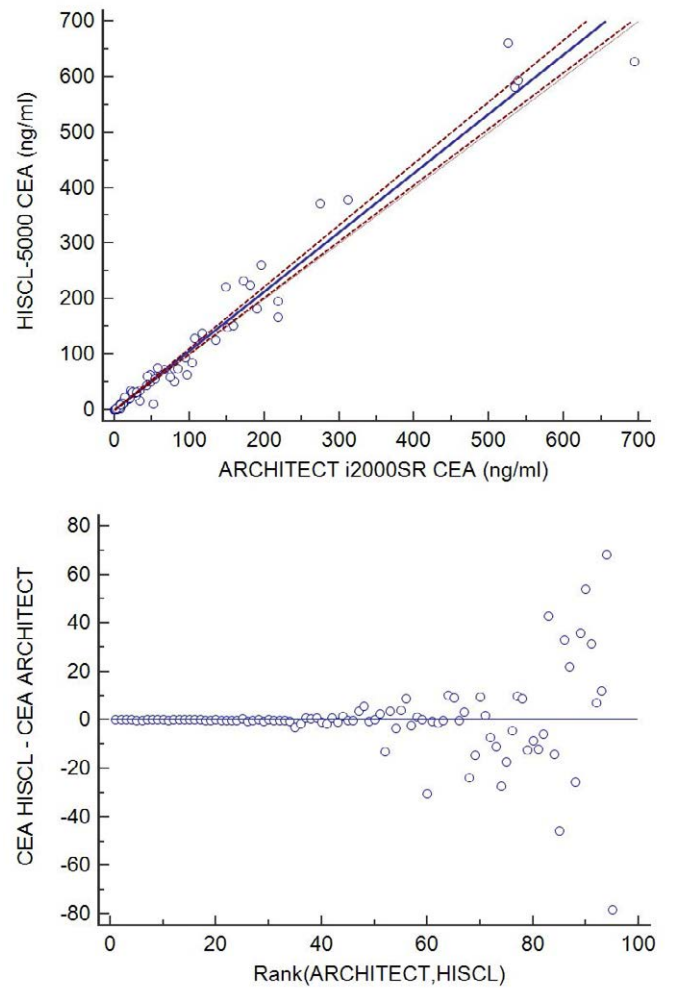 700
600
500
400
300
200
100
0
HISCL-5000 CEA (ng/ml)
0 100 200 300 400 500 600 700
ARCHITECT i2000SR CEA (ng/ml)
80
60
40
20
0
-20
-40
-60
-80
CEA HISCL - CEA ARCHITECT
0 20 40 60 80 100
Rank(ARCHITECT,HISCL)